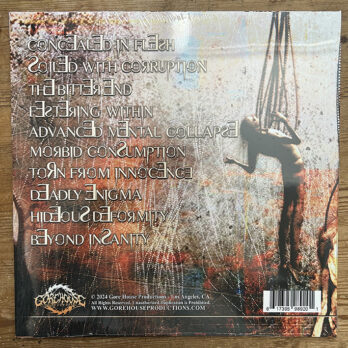 CONCEALED IN FLESH
SOILED WITH CORRUPTION
THE BITTER END
FESTERING WITHIN
ADVANCED MENTAL COLLAPSE
MORBID CONSUMPTION
TORN FROM INNOCENCE
DEADLY ENIGMA
HIDEOUS DEFORMITY
BEYOND INSANITY
GOREHOUSE
© 2024 Gore House Productions - Los Angeles, CA.
All Rights Reserved. Unauthorized Duplication is Prohibited.
WWW.GOREHOUSEPRODUCTIONS.COM